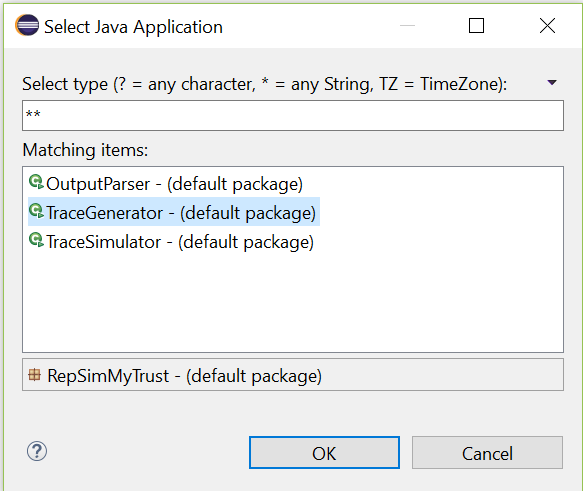 Select Java Application
Select type (? = any character, * = any String, TZ = TimeZone):
**
Matching items:
OutputParser - (default package)
TraceGenerator - (default package)
TraceSimulator - (default package)
RepSimMyTrust - (default package)
?
OK
Cancel